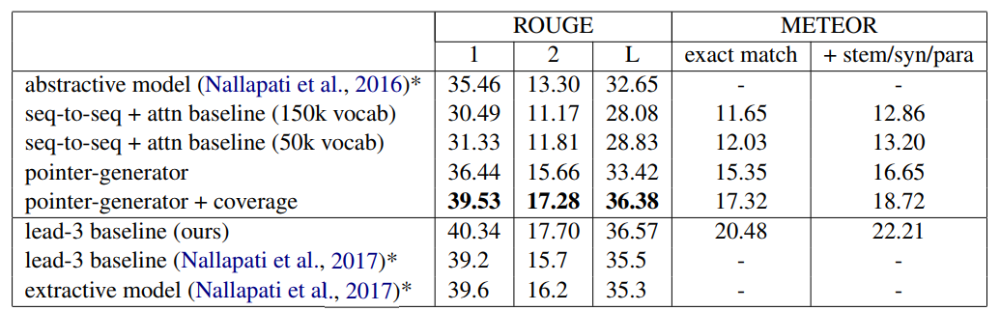 ROUGE METEOR
1 2 L exact match + stem/syn/para
abstractive model (Nallapati et al., 2016)* 35.46 13.30 32.65 - -
seq-to-seq + attn baseline (150k vocab) 30.49 11.17 28.08 11.65 12.86
seq-to-seq + attn baseline (50k vocab) 31.33 11.81 28.83 12.03 13.20
pointer-generator 36.44 15.66 33.42 15.35 16.65
pointer-generator + coverage 39.53 17.28 36.38 17.32 18.72
lead-3 baseline (ours) 40.34 17.70 36.57 20.48 22.21
lead-3 baseline (Nallapati et al., 2017)* 39.2 15.7 35.5 - -
extractive model (Nallapati et al., 2017)* 39.6 16.2 35.3 - -